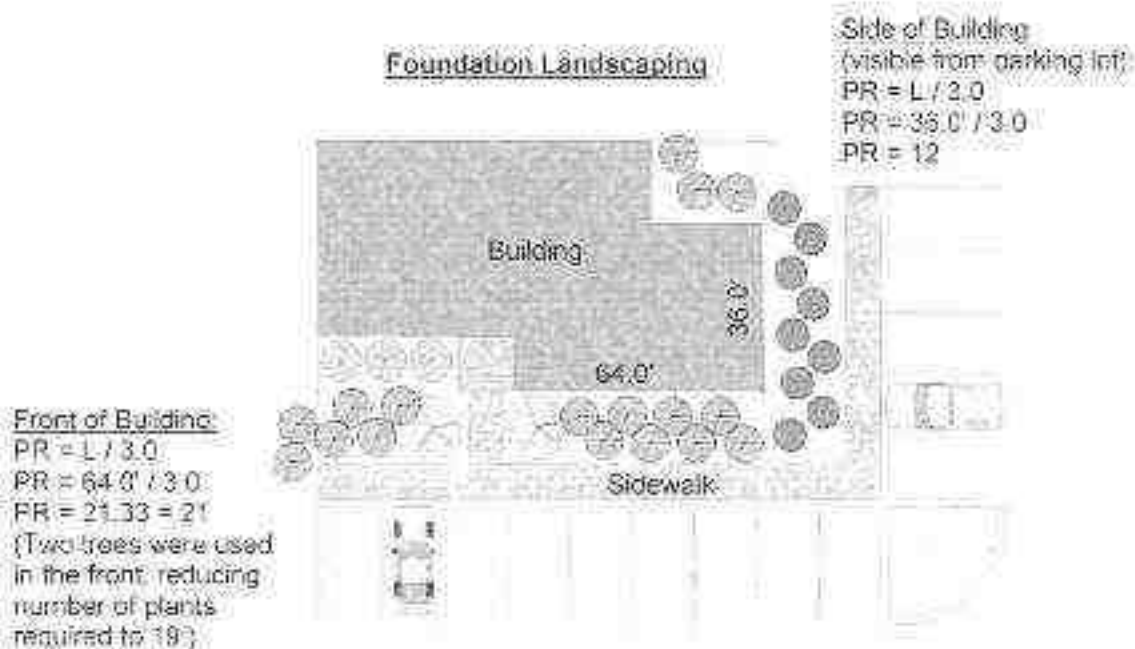 Foundation Landscaping
Side of Building
(visible from parking lot)
PR = L / 3.0
PR = 36.0' / 3.0
PR = 12
Building
36.0'
64.0'
Sidewalk
Front of Building:
PR = L / 3.0
PR = 64.0' / 3.0
PR = 21.33 = 21
(Two trees were used
in the front, reducing
number of plants
required to 19.)